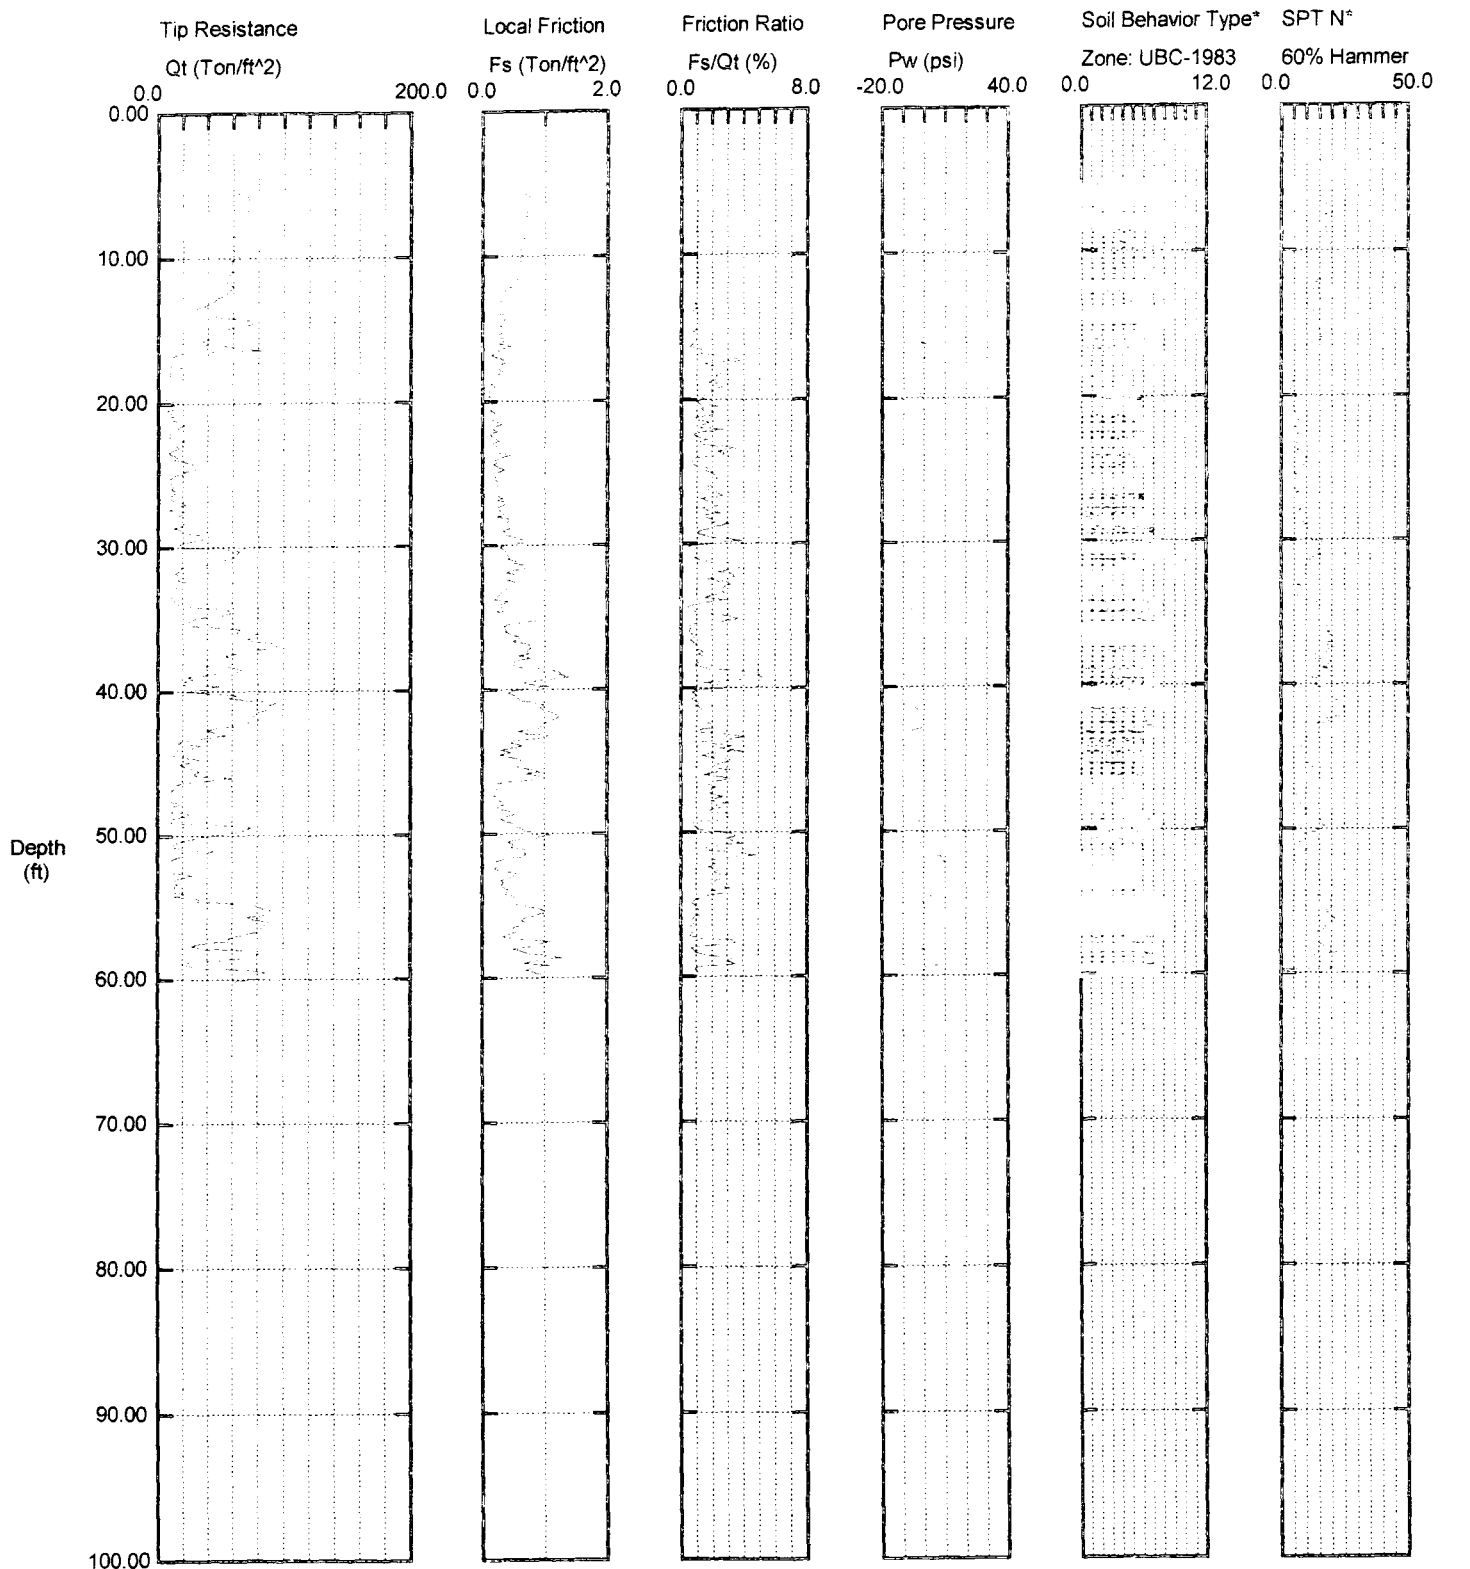 Tip Resistance
Qt (Ton/ft^2)
0.0 200.0
Local Friction
Fs (Ton/ft^2)
0.0 2.0
Friction Ratio
Fs/Qt (%)
0.0 8.0
Pore Pressure
Pw (psi)
-20.0 40.0
Soil Behavior Type*
Zone: UBC-1983
0.0 12.0
SPT N*
60% Hammer
0.0 50.0
0.00
10.00
20.00
30.00
40.00
50.00
Depth
(ft)
60.00
70.00
80.00
90.00
100.00